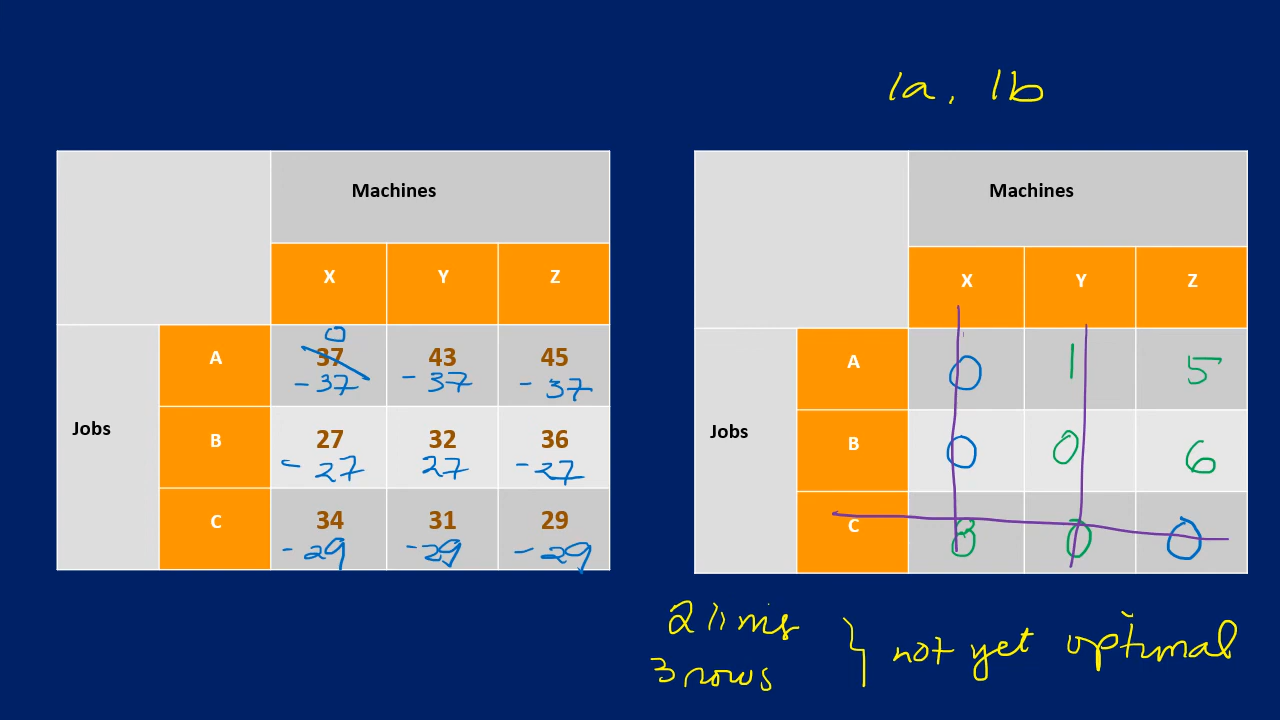 1a, 1b
Machines
X Y Z
0
A 37 43 45
- 37 - 37 - 37
Jobs
B 27 32 36
- 27 27 - 27
C 34 31 29
- 29 - 29 - 29
Machines
X Y Z
A 0 1 5
Jobs
B 0 0 6
C 0 0
2 lines
3 rows
} not yet optimal